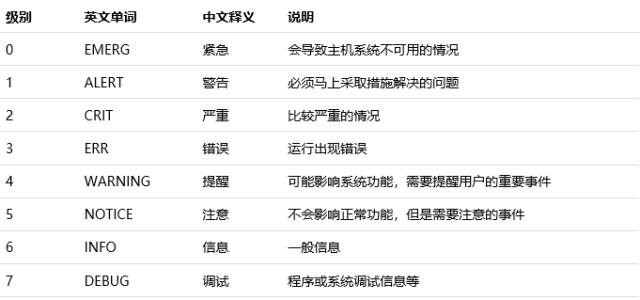 级别 英文单词 中文释义 说明
0 EMERG 紧急 会导致主机系统不可用的情况
1 ALERT 警告 必须马上采取措施解决的问题
2 CRIT 严重 比较严重的情况
3 ERR 错误 运行出现错误
4 WARNING 提醒 可能影响系统功能，需要提醒用户的重要事件
5 NOTICE 注意 不会影响正常功能，但是需要注意的事件
6 INFO 信息 一般信息
7 DEBUG 调试 程序或系统调试信息等